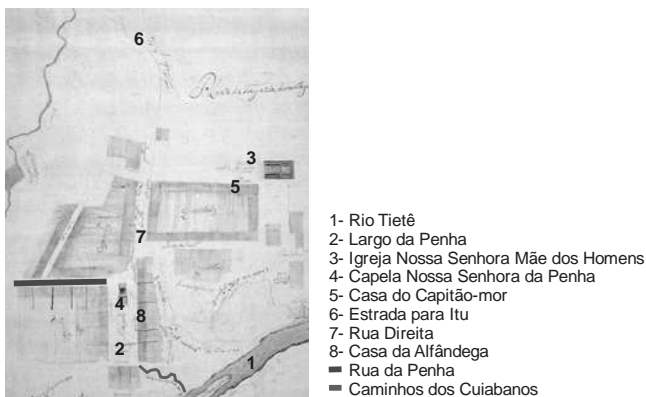 6
3
5
7
4
8
2
1
1- Rio Tietê
2- Largo da Penha
3- Igreja Nossa Senhora Mãe dos Homens
4- Capela Nossa Senhora da Penha
5- Casa do Capitão-mor
6- Estrada para Itu
7- Rua Direita
8- Casa da Alfândega
Rua da Penha
Caminhos dos Cuiabanos